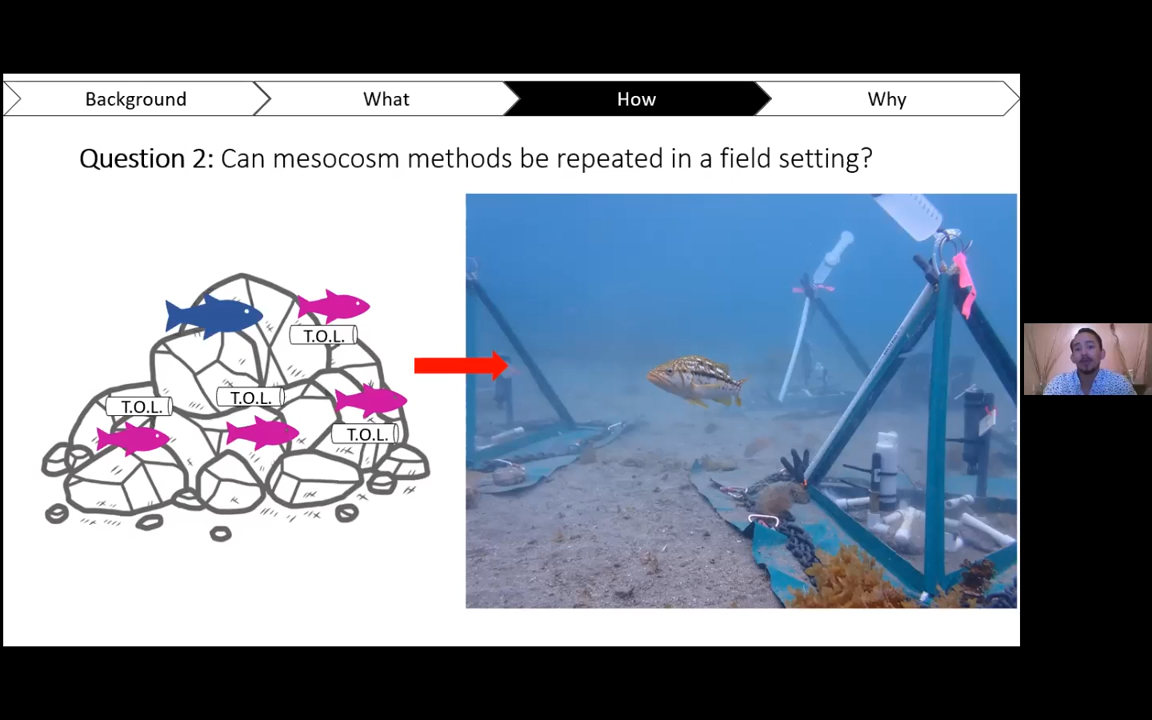 Background
What
How
Why
Question 2: Can mesocosm methods be repeated in a field setting?
T.O.L.
T.O.L.
T.O.L.
T.O.L.